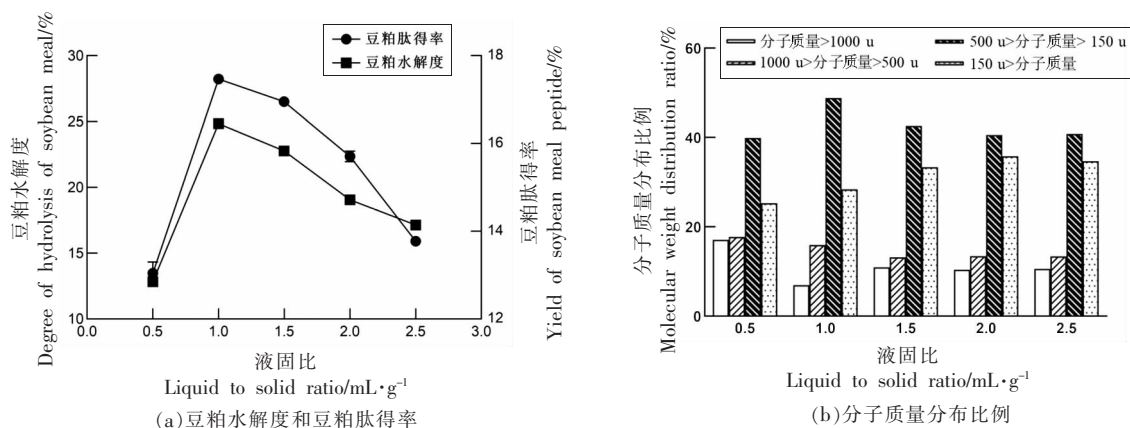 豆粕肽得率
豆粕水解度
豆粕水解度
Degree of hydrolysis of soybean meal/%
30
25
20
15
10
18
16
14
12
豆粕肽得率
Yield of soybean meal peptide/%
0.0 0.5 1.0 1.5 2.0 2.5 3.0
液固比
Liquid to solid ratio/mL·g⁻¹
(a)豆粕水解度和豆粕肽得率
分子质量>1000 u
500 u>分子质量>150 u
1000 u>分子质量>500 u
150 u>分子质量
分子质量分布比例
Molecular weight distribution ratio/%
60
40
20
0
0.5 1.0 1.5 2.0 2.5
液固比
Liquid to solid ratio/mL·g⁻¹
(b)分子质量分布比例